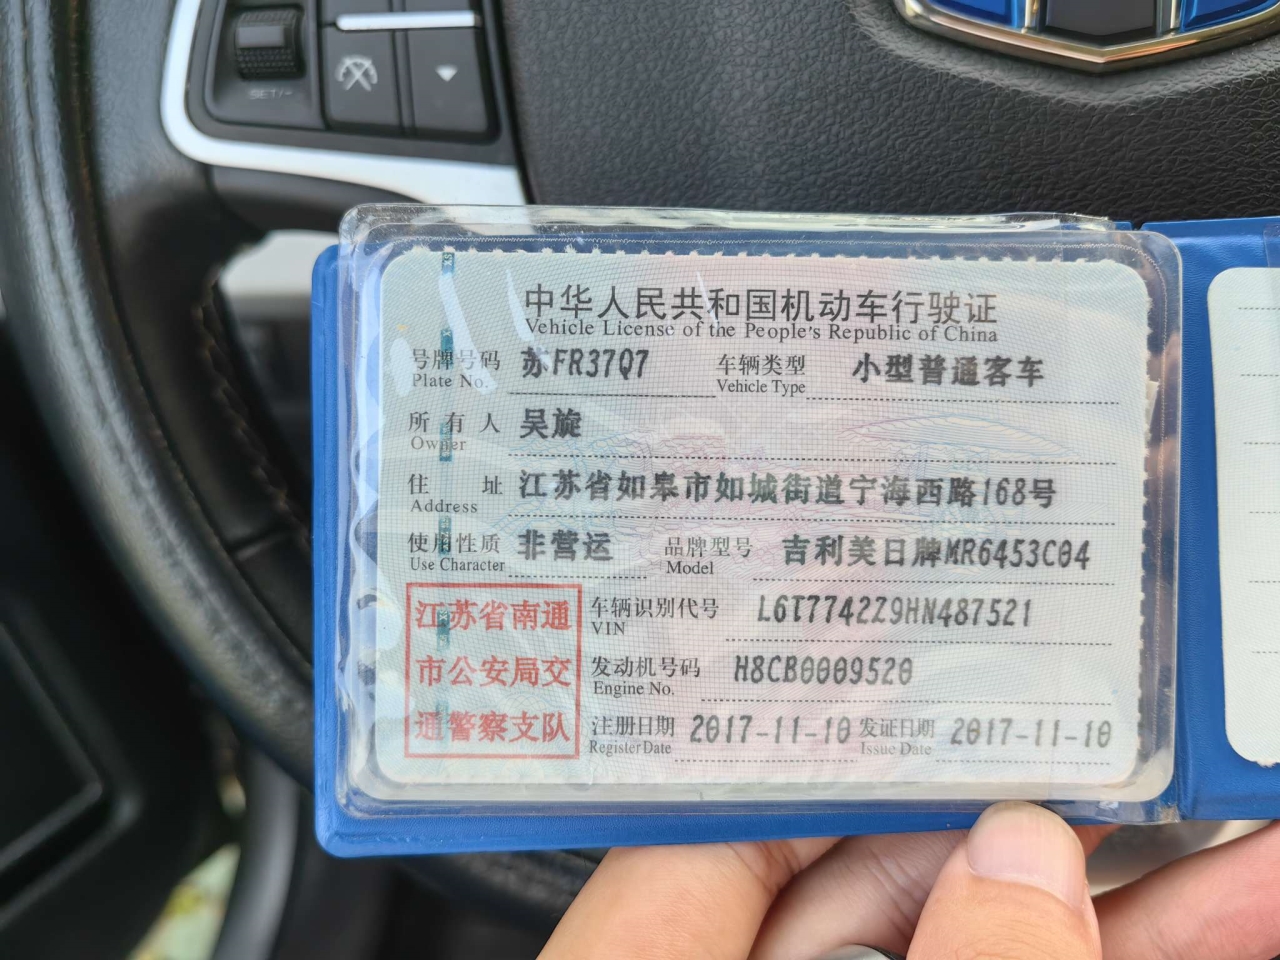 SET/-
中华人民共和国机动车行驶证
Vehicle License of the People's Republic of China
号牌号码 苏FR37Q7 车辆类型 小型普通客车
Plate No. Vehicle Type
所有人 吴旋
Owner
住址 江苏省如皋市如城街道宁海西路168号
Address
使用性质 非营运 品牌型号 吉利美日牌MR6453C04
Use Character Model
江苏省南通
市公安局交
通警察支队
车辆识别代号 L6T7742Z9HN487521
VIN
发动机号码 H8CB0009520
Engine No.
注册日期 2017-11-10 发证日期 2017-11-10
Register Date Issue Date